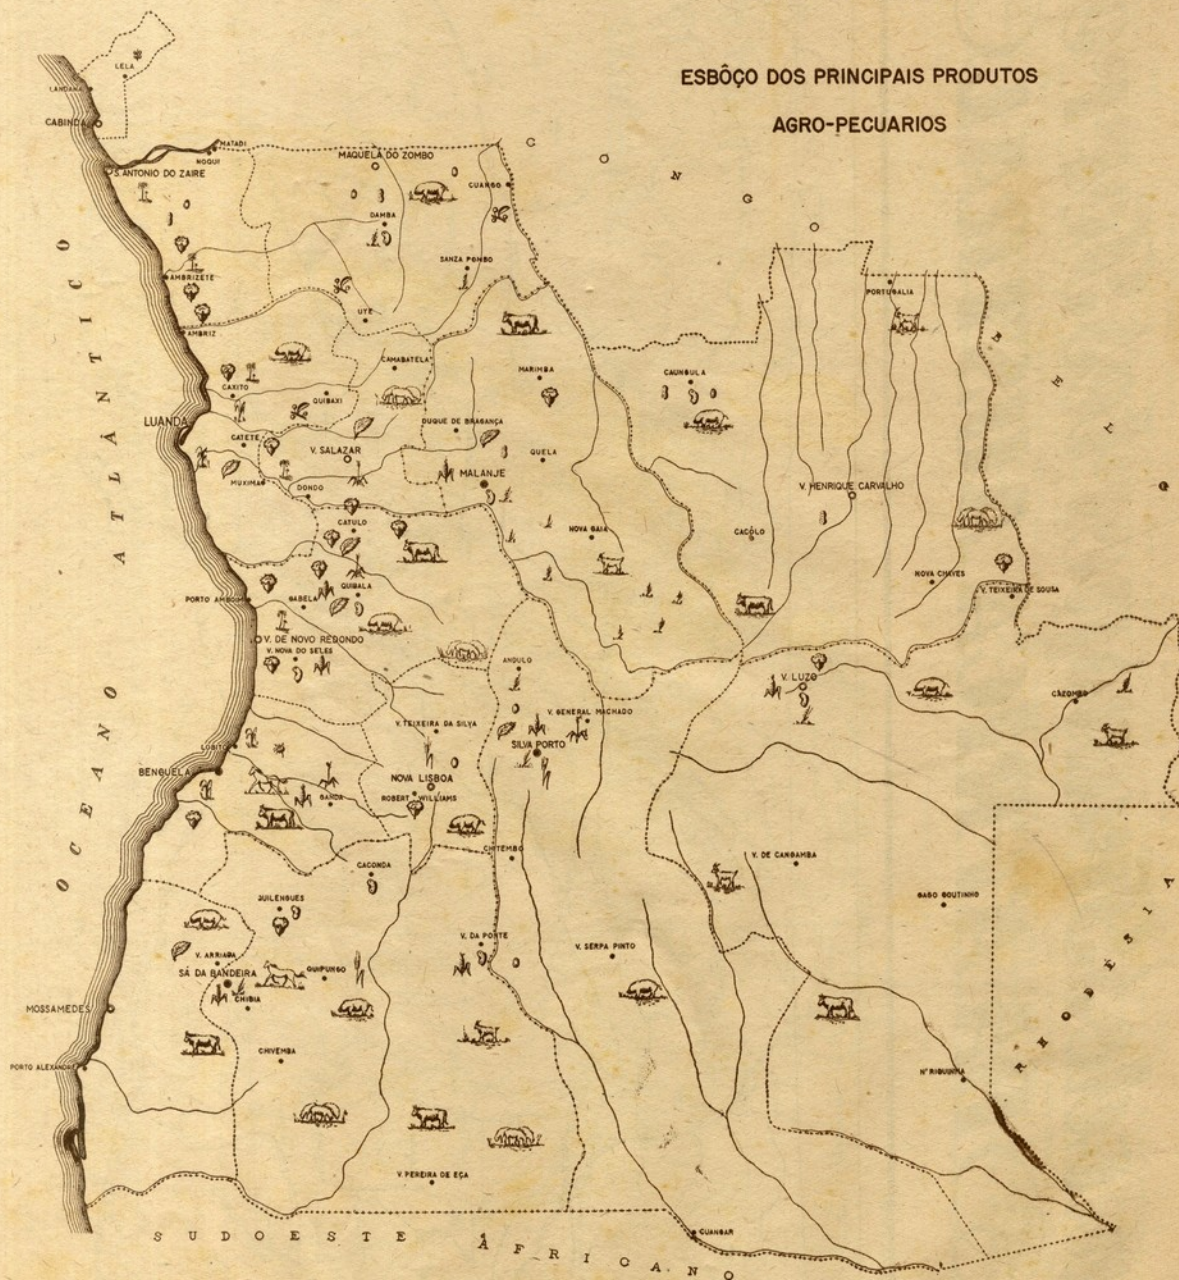 ESBÔÇO DOS PRINCIPAIS PRODUTOS
AGRO-PECUARIOS
LELA
LANDANA
CABINDA
MATADI
NOQUI
S. ANTONIO DO ZAIRE
MAQUELA DO ZOMBO
CUANGO
DAMBA
SANZA POMBO
AMBRIZETE
AMBRIZ
UTE
CONGO
BELGA
PORTUGALIA
CAMABATELA
MARIMBA
CAUNGULA
CAXITO
QUIBAXI
LUANDA
DUQUE DE BRAGANÇA
CATETE
V. SALAZAR
QUELA
MALANJE
MUXIMA
DONDO
V. HENRIQUE CARVALHO
CATULO
NOVA GAIA
CACÔLO
NOVA CHAVES
V. TEIXEIRA DE SOUSA
QUIBALA
PORTO AMBOIM
GABELA
V. DE NOVO REDONDO
V. NOVA DO SELES
ANDULO
V. LUZO
CAZOMBO
V. TEIXEIRA DA SILVA
V. GENERAL MACHADO
SILVA PORTO
LOBITO
BENGUELA
NOVA LISBOA
GANDA
ROBERT WILLIAMS
CHITEMBO
V. DE CANGAMBA
CACONDA
GAGO COUTINHO
QUILENGUES
V. DA PONTE
V. SERPA PINTO
V. ARRIAGA
SÁ DA BANDEIRA
QUIPUNGO
CHIBIA
MOSSAMEDES
CHIVEMBA
PORTO ALEXANDRE
Nª RIQUINHA
V. PEREIRA DE EÇA
CUANGAR
OCEANO ATLÂNTICO
RHODESIA
SUDOESTE ÁFRICANO